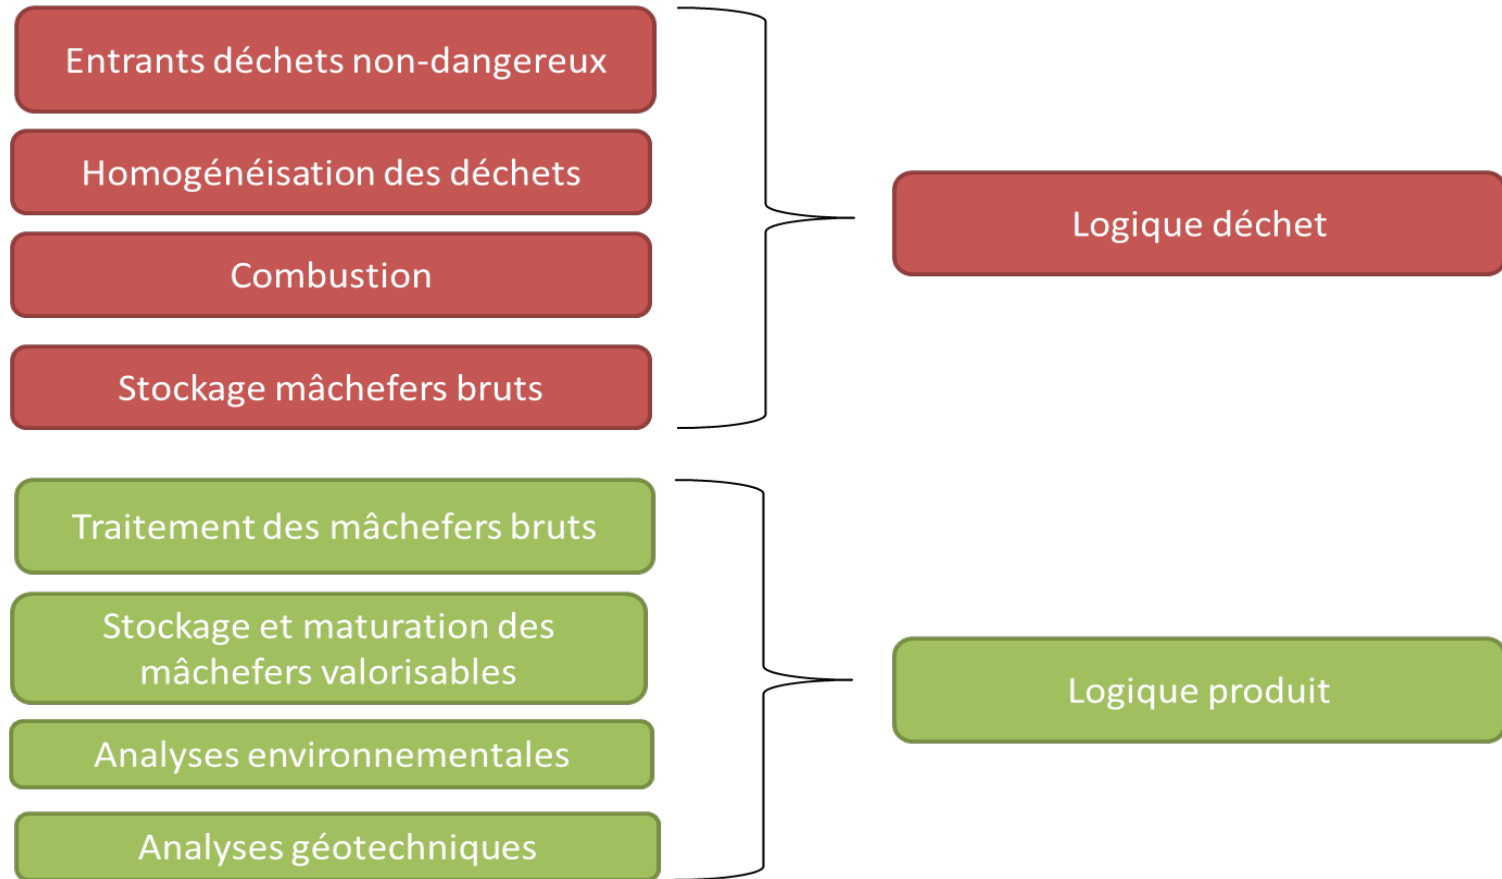 Entrants déchets non-dangereux
Homogénéisation des déchets
Combustion
Stockage mâchefers bruts
Logique déchet
Traitement des mâchefers bruts
Stockage et maturation des
mâchefers valorisables
Analyses environnementales
Analyses géotechniques
Logique produit